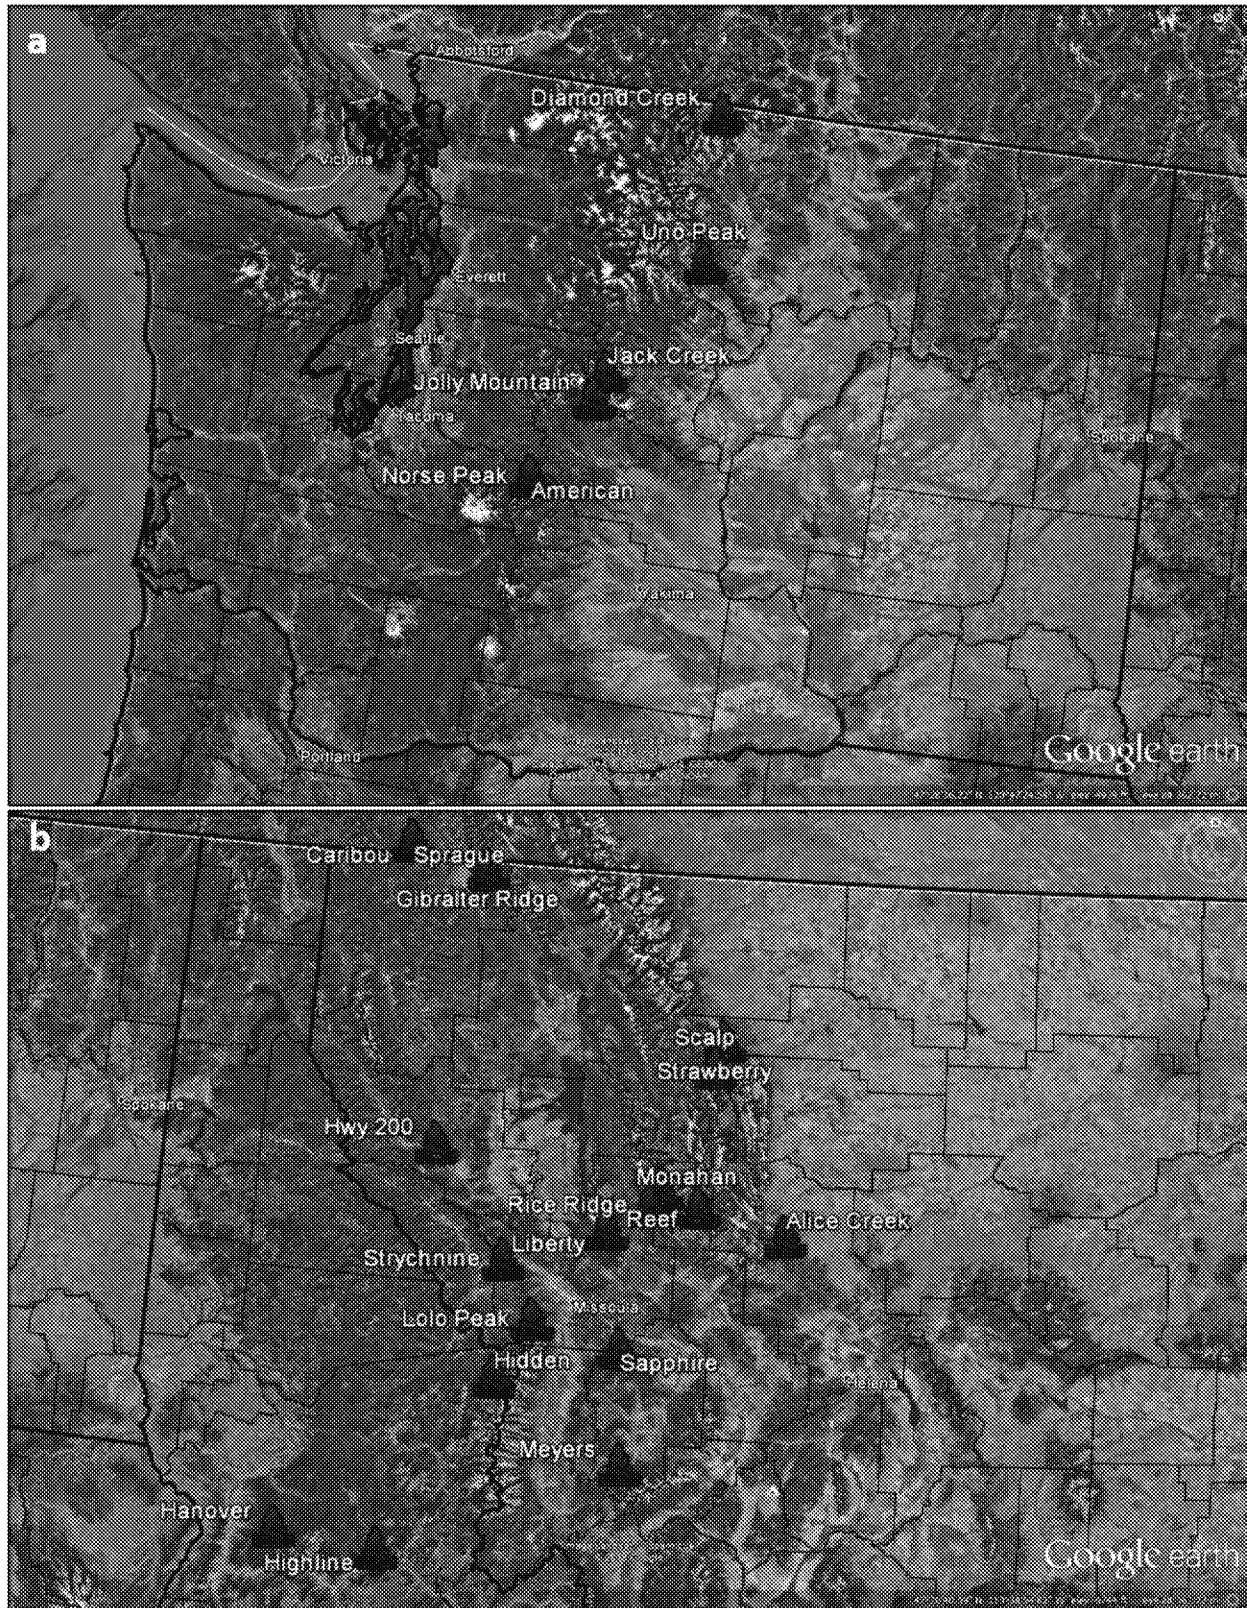 a
Abbotsford
Diamond Creek
Victoria
Uno Peak
Everett
Seattle
Jack Creek
Jolly Mountain
Tacoma
Spokane
Norse Peak
American
Yakima
Portland
Google earth
b
Caribou
Sprague
Gibralter Ridge
Scalp
Strawberry
Spokane
Hwy 200
Monahan
Rice Ridge
Reef
Alice Creek
Liberty
Strychnine
Missoula
Lolo Peak
Hidden
Sapphire
Helena
Meyers
Hanover
Highline
Google earth